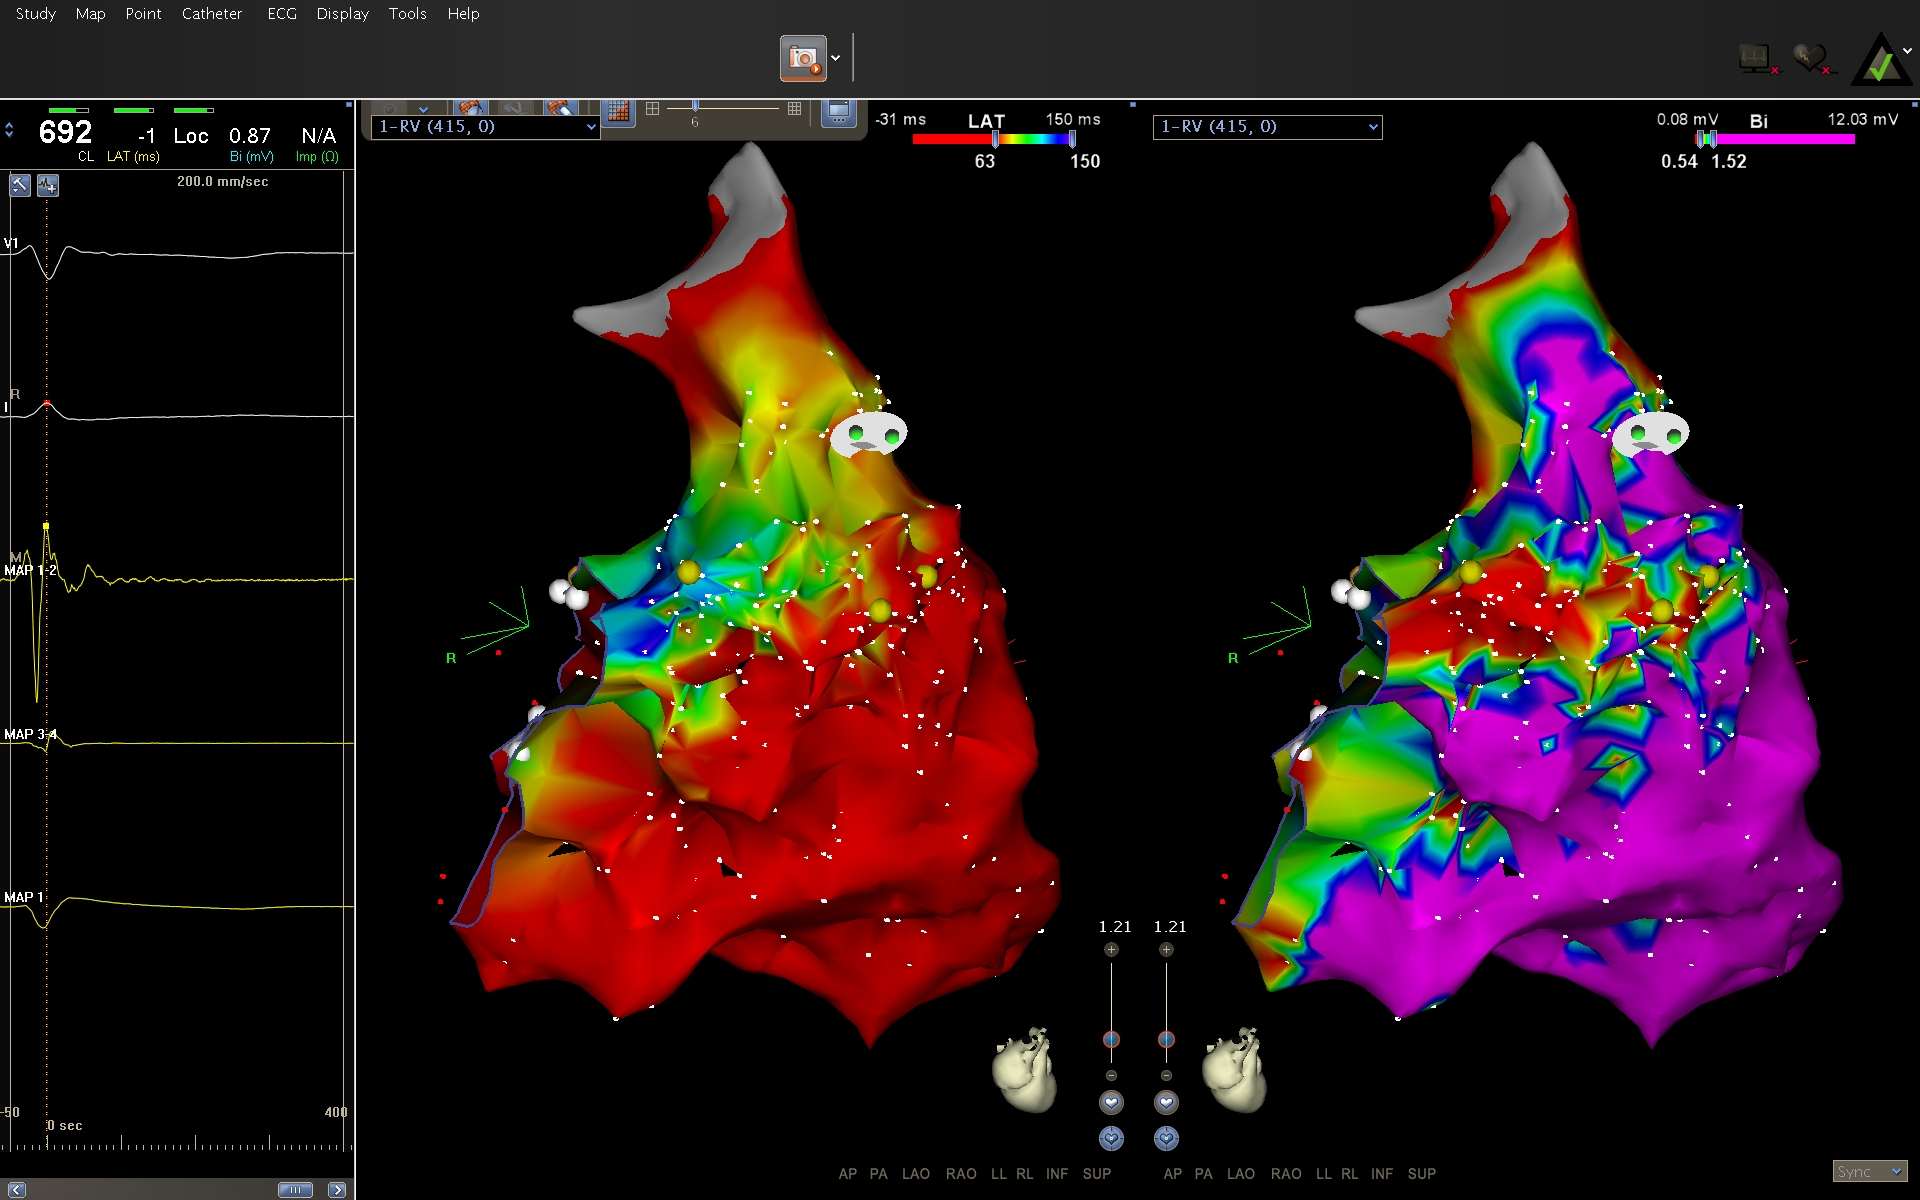 Study Map Point Catheter ECG Display Tools Help
692 -1 Loc 0.87 N/A
CL LAT (ms) Bi (mV) Imp (Ω)
200.0 mm/sec
V1
R
I
M
MAP 1-2
MAP 3-4
MAP 1
-50 400
0 sec
6
1-RV (415, 0)
-31 ms LAT 150 ms
63 150
R
1-RV (415, 0)
0.08 mV Bi 12.03 mV
0.54 1.52
R
1.21 1.21
AP PA LAO RAO LL RL INF SUP
AP PA LAO RAO LL RL INF SUP
Sync